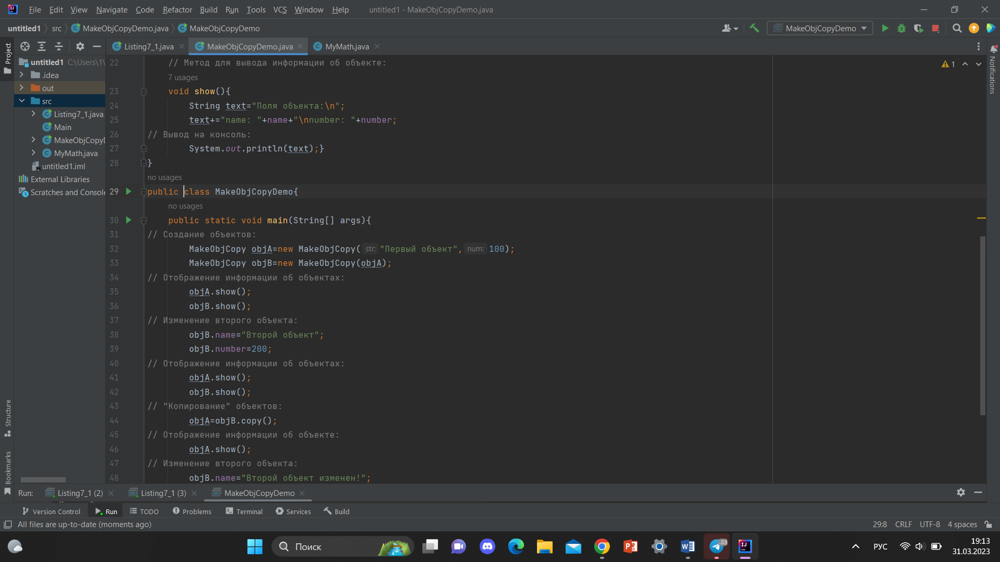 File Edit View Navigate Code Refactor Build Run Tools VCS Window Help untitled1 - MakeObjCopyDemo.java
untitled1 src MakeObjCopyDemo.java MakeObjCopyDemo MakeObjCopyDemo
Project
Listing7_1.java MakeObjCopyDemo.java MyMath.java
untitled1 C:\Users\1\
.idea
out
src
Listing7_1.java
Main
MakeObjCopyD
MyMath.java
untitled1.iml
External Libraries
Scratches and Console
22 // Метод для вывода информации об объекте:
7 usages
23 void show(){
24 String text="Поля объекта:\n";
25 text+="name: "+name+"\nnumber: "+number;
26 // Вывод на консоль:
27 System.out.println(text);}
28 }
no usages
29 public class MakeObjCopyDemo{
no usages
30 public static void main(String[] args){
31 // Создание объектов:
32 MakeObjCopy objA=new MakeObjCopy( str: "Первый объект", num: 100);
33 MakeObjCopy objB=new MakeObjCopy(objA);
34 // Отображение информации об объектах:
35 objA.show();
36 objB.show();
37 // Изменение второго объекта:
38 objB.name="Второй объект";
39 objB.number=200;
40 // Отображение информации об объектах:
41 objA.show();
42 objB.show();
43 // "Копирование" объектов:
44 objA=objB.copy();
45 // Отображение информации об объекте:
46 objA.show();
47 // Изменение второго объекта:
48 objB.name="Второй объект изменен!";
1
Notifications
Structure
Bookmarks
Run: Listing7_1 (2) Listing7_1 (3) MakeObjCopyDemo
Version Control Run TODO Problems Terminal Services Build
All files are up-to-date (moments ago) 29:8 CRLF UTF-8 4 spaces
Поиск РУС 19:13
31.03.2023